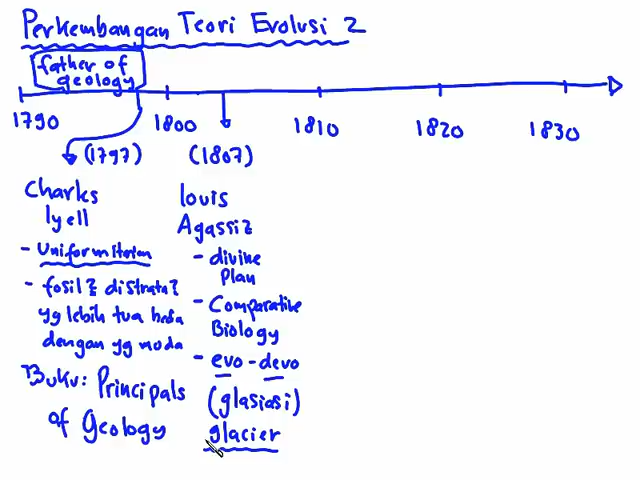 Perkembangan Teori Evolusi 2
father of
geology
1790
1800
1810
1820
1830
(1797)
(1807)
Charles
lyell
- Uniformitarian
- fosil² distrata²
yg lebih tua beda
dengan yg muda
Buku: Principals
of Geology
louis
Agassiz
- divine
plan
- Comparative
Biology
- evo-devo
(glasiasi)
glacier